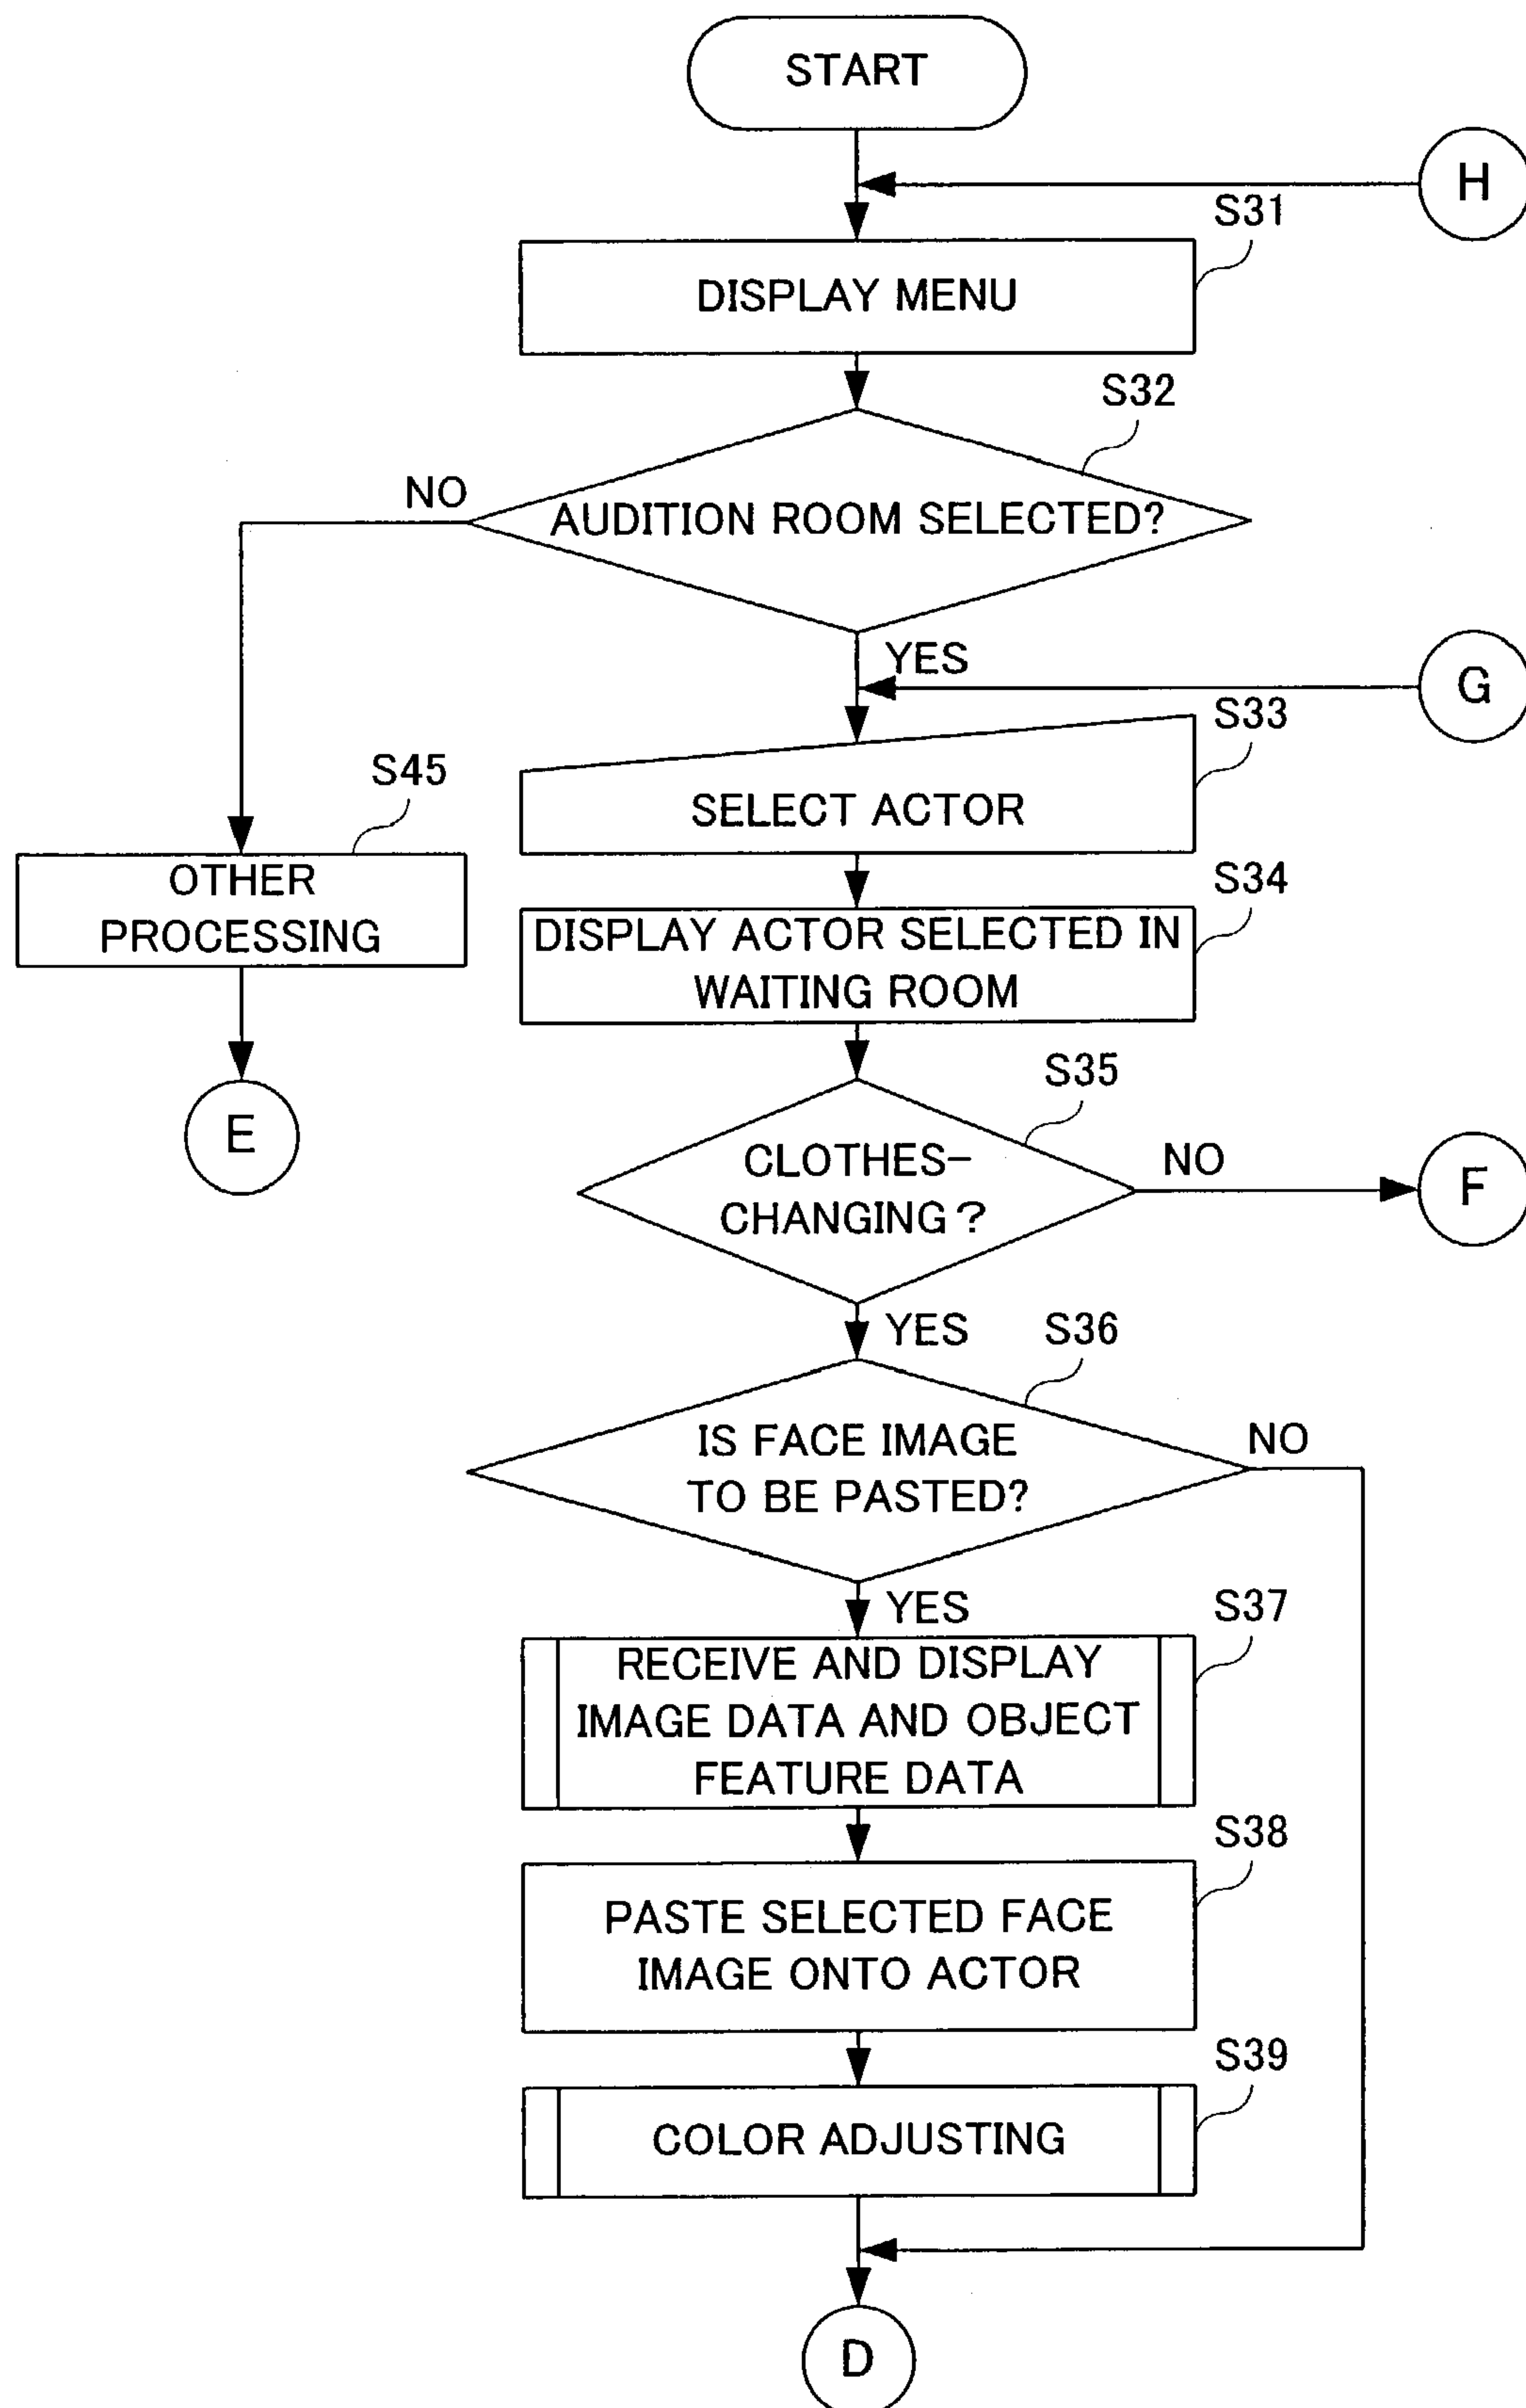 START
H
S31
DISPLAY MENU
S32
NO
AUDITION ROOM SELECTED?
YES
G
S33
SELECT ACTOR
S45
OTHER
PROCESSING
S34
DISPLAY ACTOR SELECTED IN
WAITING ROOM
E
S35
CLOTHES-
CHANGING?
NO
F
YES
S36
IS FACE IMAGE
TO BE PASTED?
NO
YES
S37
RECEIVE AND DISPLAY
IMAGE DATA AND OBJECT
FEATURE DATA
S38
PASTE SELECTED FACE
IMAGE ONTO ACTOR
S39
COLOR ADJUSTING
D